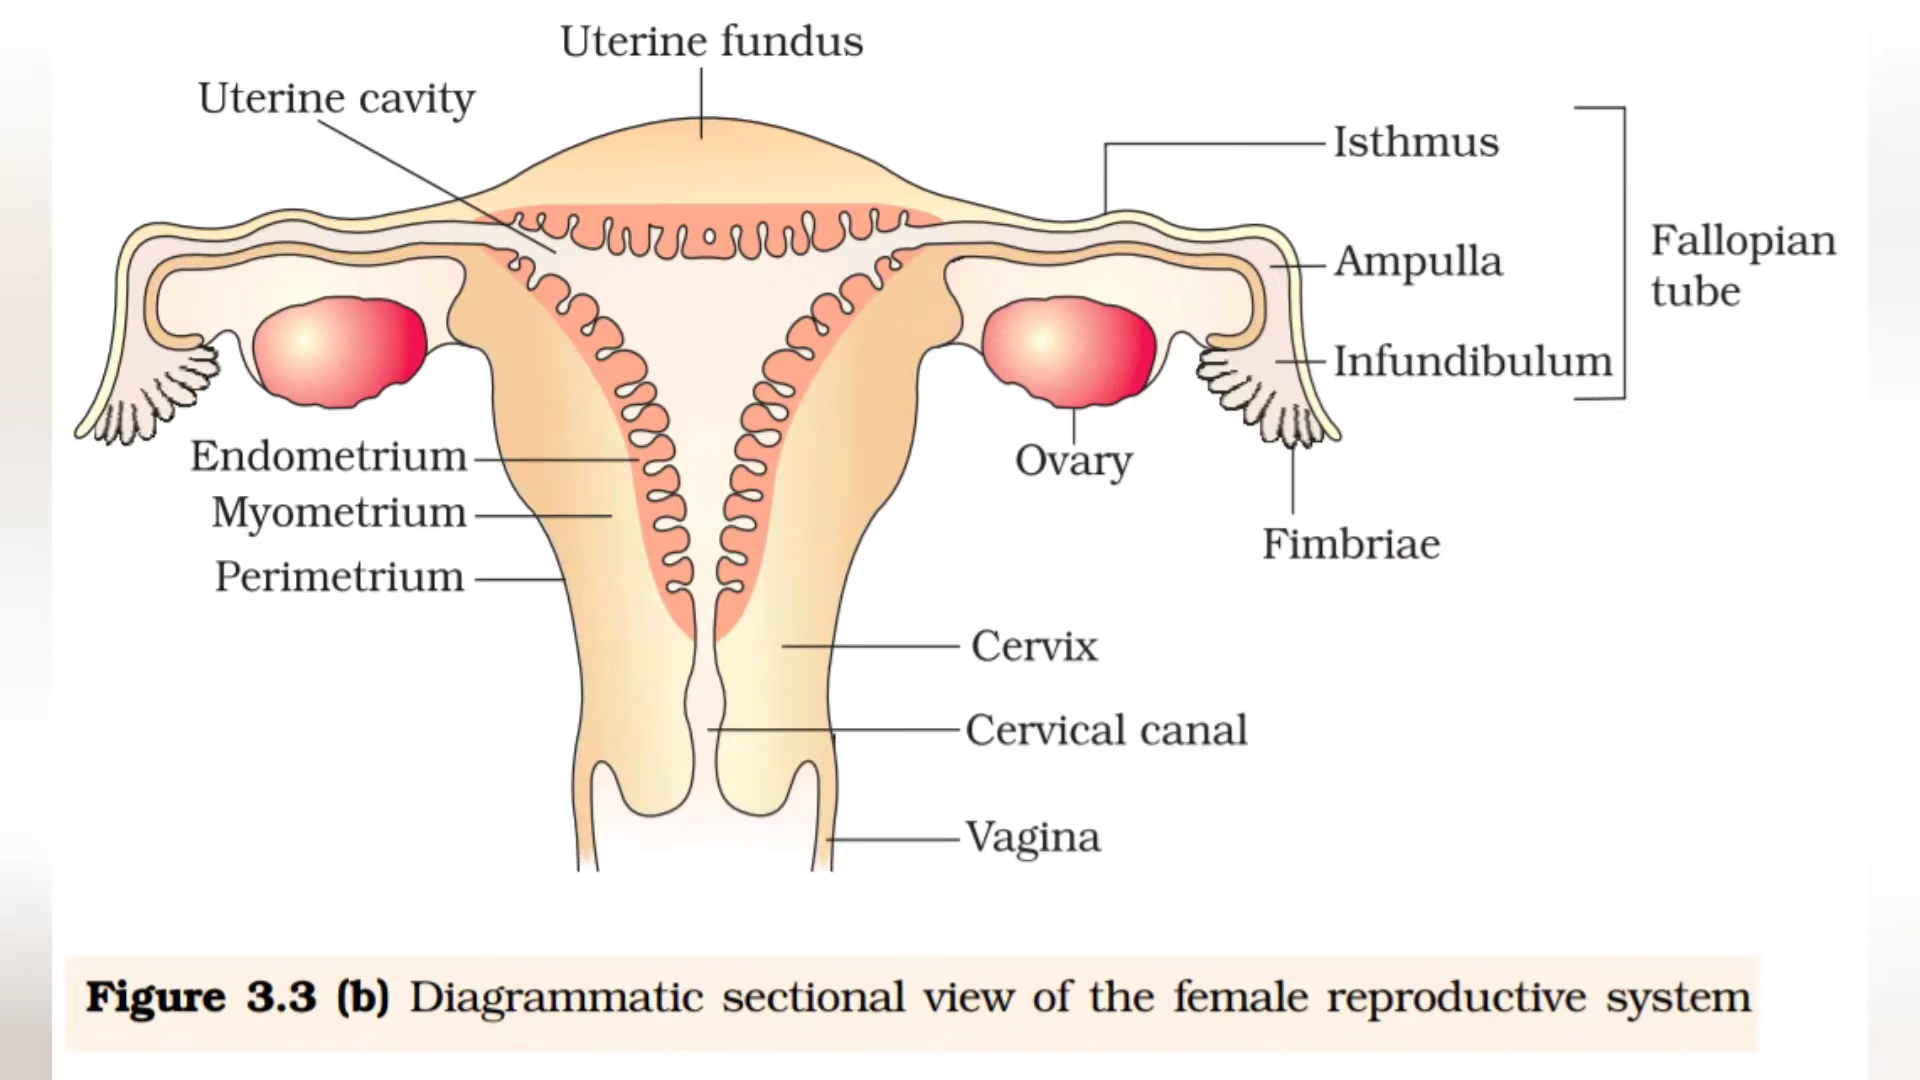 Uterine fundus
Uterine cavity
Isthmus
Ampulla
Fallopian
tube
Infundibulum
Endometrium
Ovary
Myometrium
Fimbriae
Perimetrium
Cervix
Cervical canal
Vagina
Figure 3.3 (b) Diagrammatic sectional view of the female reproductive system